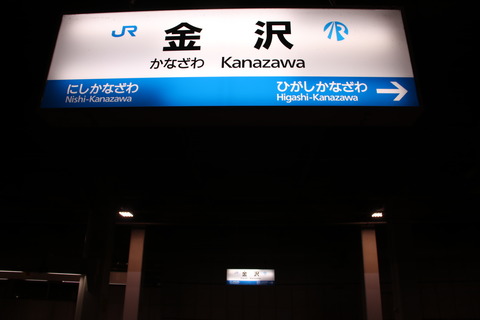 JR 金沢 IR
かなざわ Kanazawa
にしかなざわ ひがしかなざわ
Nishi-Kanazawa Higashi-Kanazawa
金沢